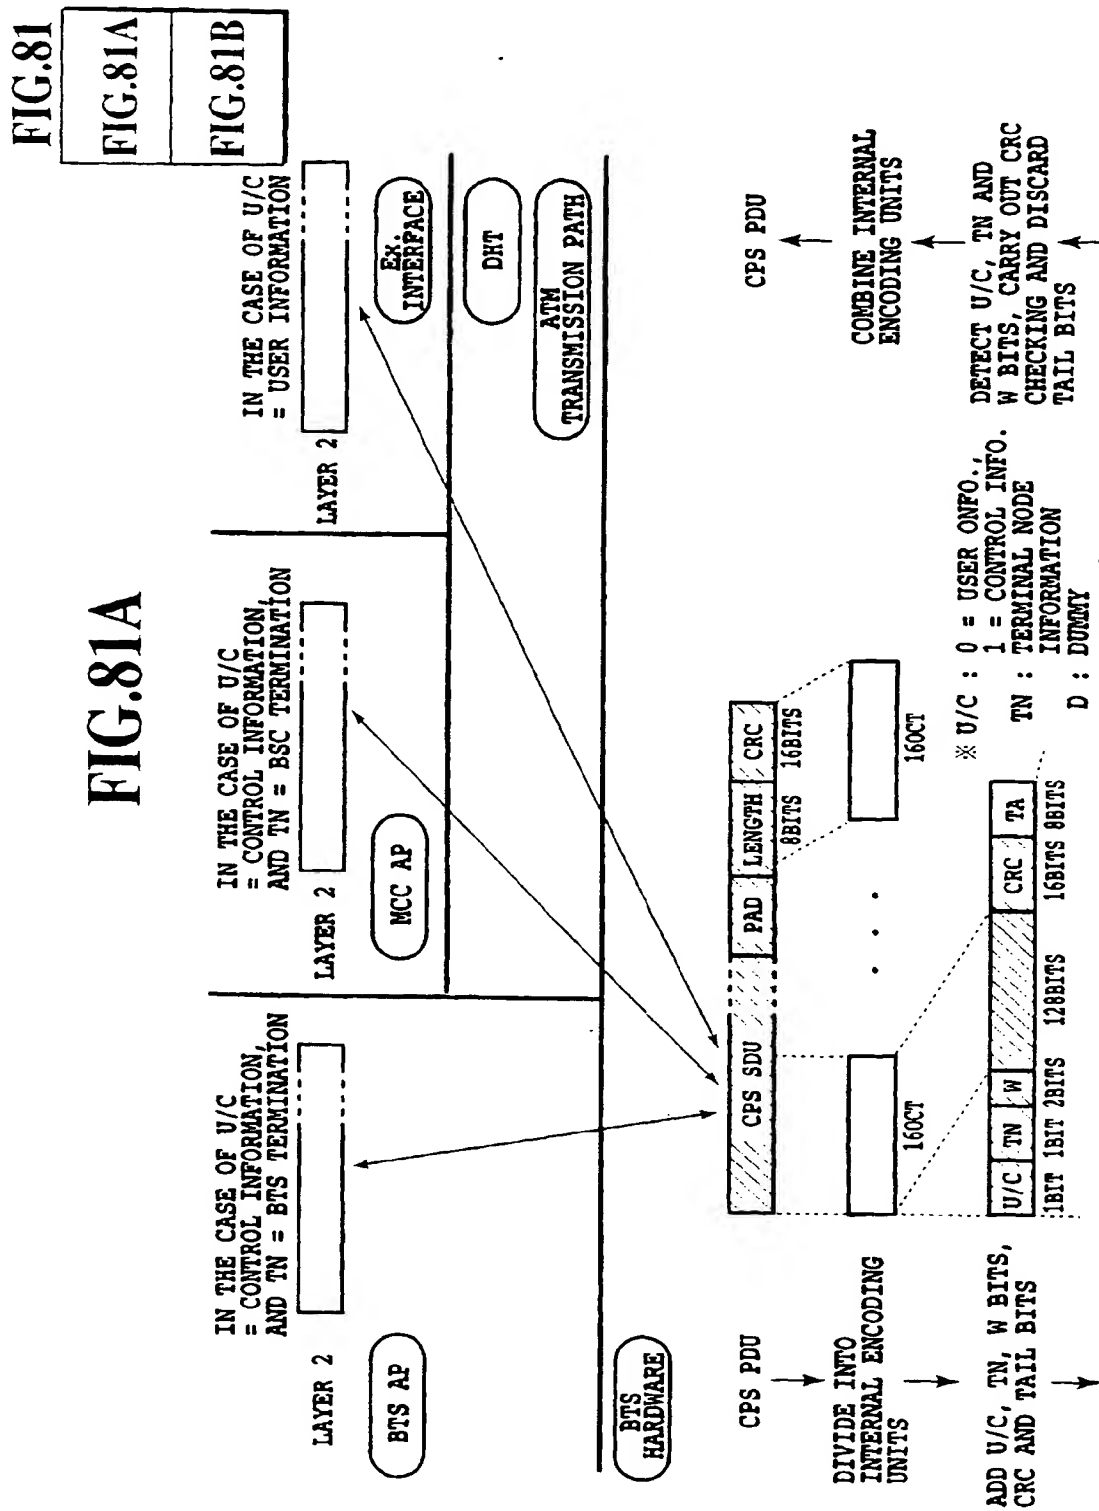 FIG.81
FIG.81A
FIG.81B
FIG.81A
IN THE CASE OF U/C
= CONTROL INFORMATION,
AND TN = BTS TERMINATION
LAYER 2
BTS AP
IN THE CASE OF U/C
= CONTROL INFORMATION,
AND TN = BSC TERMINATION
LAYER 2
MCC AP
IN THE CASE OF U/C
= USER INFORMATION
LAYER 2
Ex.
INTERFACE
DHT
ATM
TRANSMISSION PATH
BTS
HARDWARE
CPS PDU
DIVIDE INTO
INTERNAL ENCODING
UNITS
ADD U/C, TN, W BITS,
CRC AND TAIL BITS
CPS SDU
PAD
LENGTH
CRC
8BITS
16BITS
16OCT
. . .
16OCT
U/C
TN
W
CRC
TA
1BIT
1BIT
2BITS
128BITS
16BITS
8BITS
※ U/C : 0 = USER ONFO.,
1 = CONTROL INFO.
TN : TERMINAL NODE
INFORMATION
D : DUMMY
CPS PDU
COMBINE INTERNAL
ENCODING UNITS
DETECT U/C, TN AND
W BITS, CARRY OUT CRC
CHECKING AND DISCARD
TAIL BITS